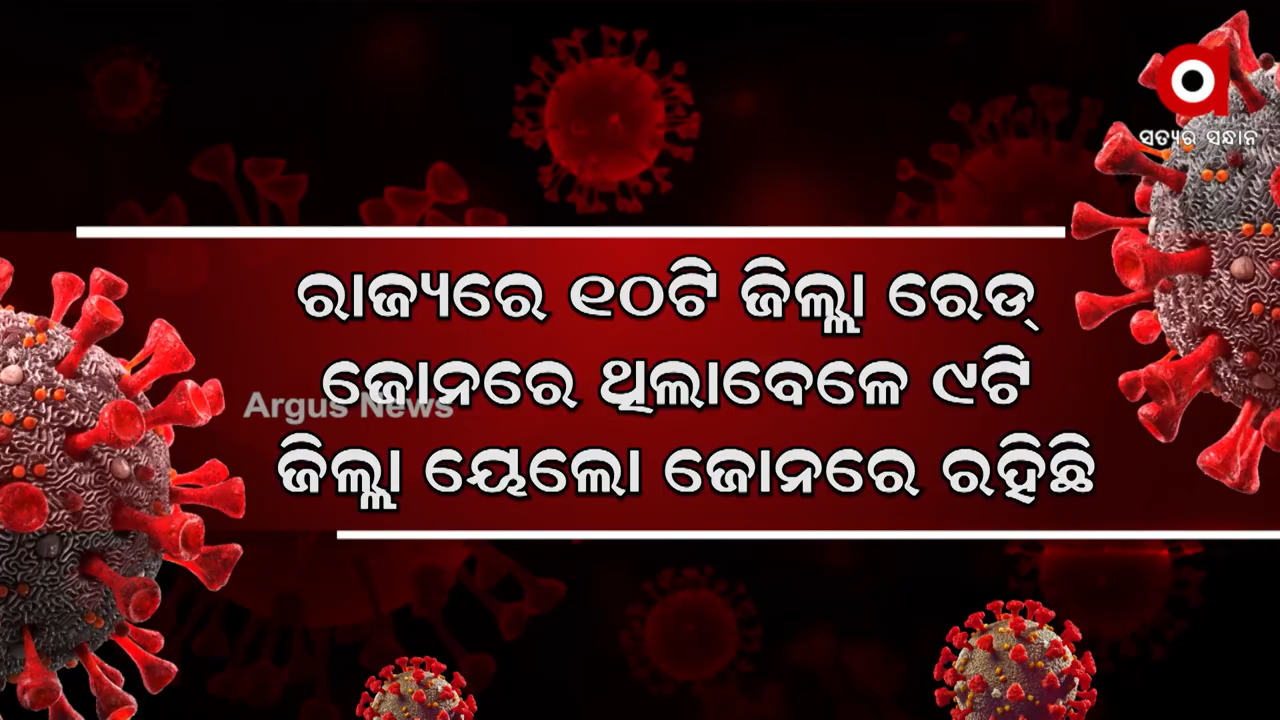 ସତ୍ୟର ସନ୍ଧାନ
ରାଜ୍ୟରେ ୧୦ଟି ଜିଲ୍ଲା ରେଡ୍
ଜୋନରେ ଥିଲାବେଳେ ୯ଟି
Argus News
ଜିଲ୍ଲା ୟେଲୋ ଜୋନରେ ରହିଛି